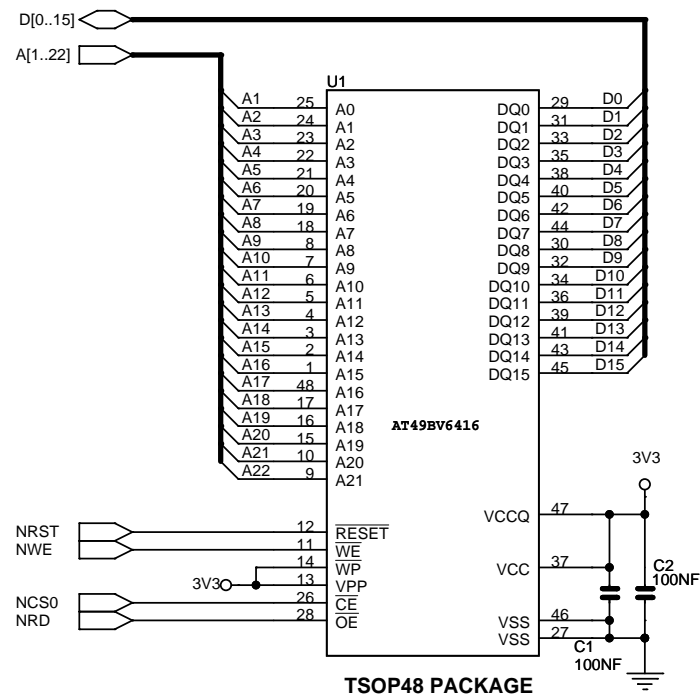 D[0..15]
A[1..22]
U1
A1 25 A0 DQ0 29 D0
A2 24 A1 DQ1 31 D1
A3 23 A2 DQ2 33 D2
A4 22 A3 DQ3 35 D3
A5 21 A4 DQ4 38 D4
A6 20 A5 DQ5 40 D5
A7 19 A6 DQ6 42 D6
A8 18 A7 DQ7 44 D7
A9 8 A8 DQ8 30 D8
A10 7 A9 DQ9 32 D9
A11 6 A10 DQ10 34 D10
A12 5 A11 DQ11 36 D11
A13 4 A12 DQ12 39 D12
A14 3 A13 DQ13 41 D13
A15 2 A14 DQ14 43 D14
A16 1 A15 DQ15 45 D15
A17 48 A16
A18 17 A17
A19 16 A18
A20 15 A19
A21 10 A20
A22 9 A21
AT49BV6416
3V3
NRST 12 RESET VCCQ 47
NWE 11 WE
14 WP VCC 37 C2
3V3 13 VPP 100NF
NCS0 26 CE
NRD 28 OE VSS 46
VSS 27
C1
100NF
TSOP48 PACKAGE